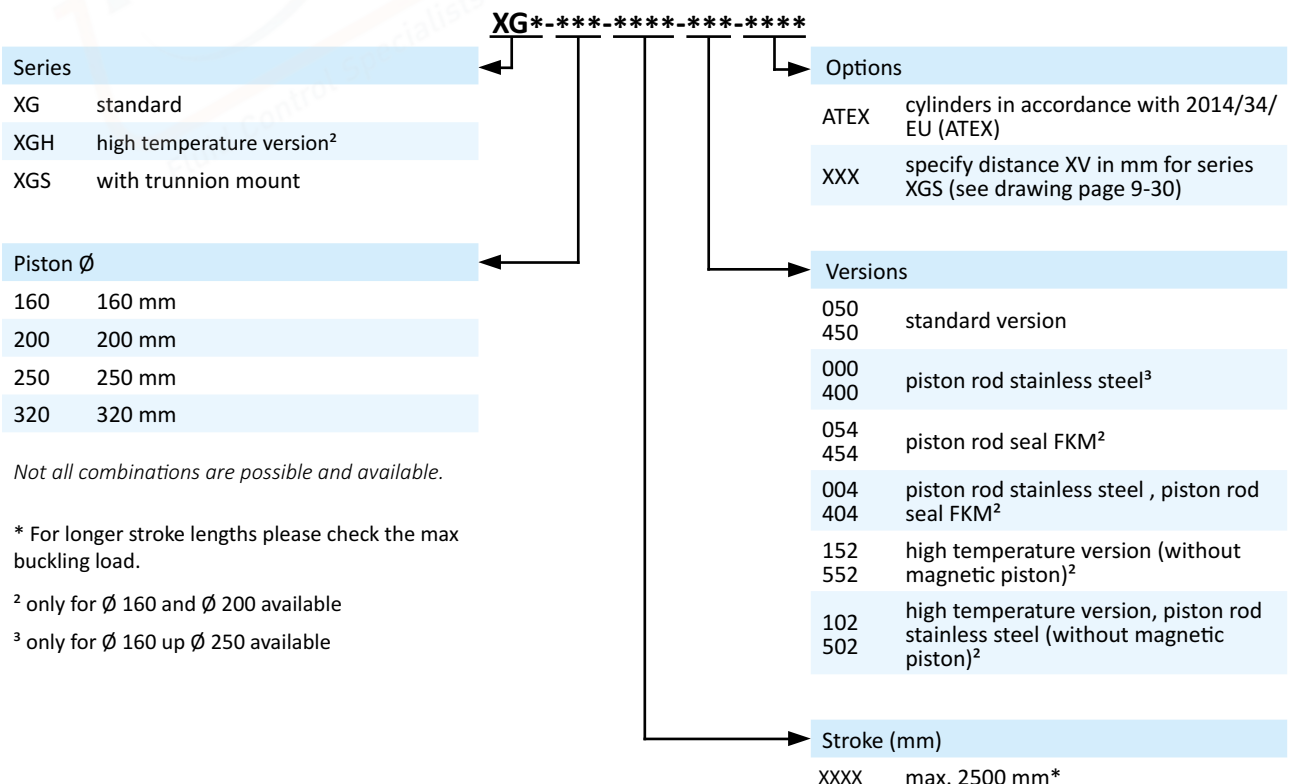 XG*-***-****-***-****
Series
XG standard
XGH high temperature version²
XGS with trunnion mount
Piston Ø
160 160 mm
200 200 mm
250 250 mm
320 320 mm
Not all combinations are possible and available.
* For longer stroke lengths please check the max
buckling load.
² only for Ø 160 and Ø 200 available
³ only for Ø 160 up Ø 250 available
Options
ATEX cylinders in accordance with 2014/34/
EU (ATEX)
XXX specify distance XV in mm for series
XGS (see drawing page 9-30)
Versions
050
450 standard version
000
400 piston rod stainless steel³
054
454 piston rod seal FKM²
004 piston rod stainless steel , piston rod
404 seal FKM²
152 high temperature version (without
552 magnetic piston)²
102
502
high temperature version, piston rod
stainless steel (without magnetic
piston)²
Stroke (mm)
XXXX max. 2500 mm*